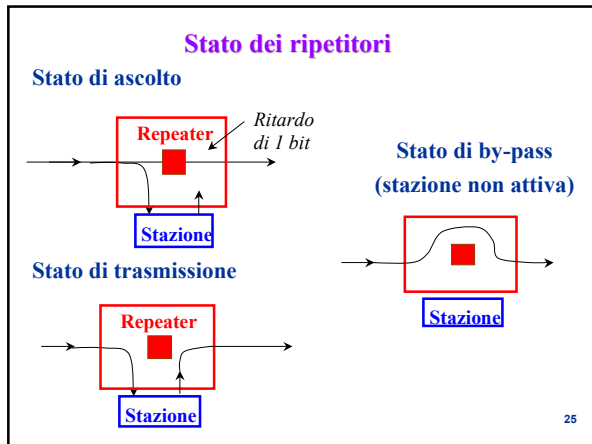 Stato dei ripetitori
Stato di ascolto
Repeater
Ritardo
di 1 bit
Stazione
Stato di trasmissione
Repeater
Stazione
Stato di by-pass
(stazione non attiva)
Stazione
25